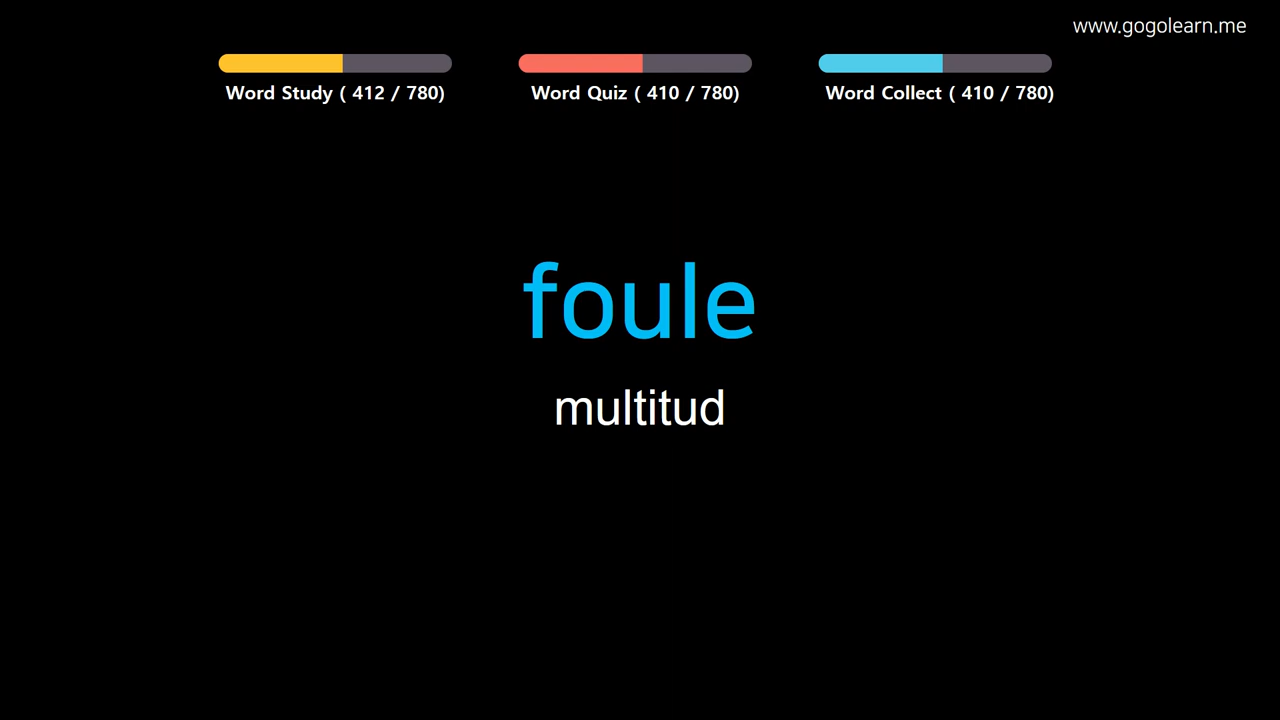 www.gogolearn.me
Word Study ( 412 / 780)
Word Quiz ( 410 / 780)
Word Collect ( 410 / 780)
foule
multitud